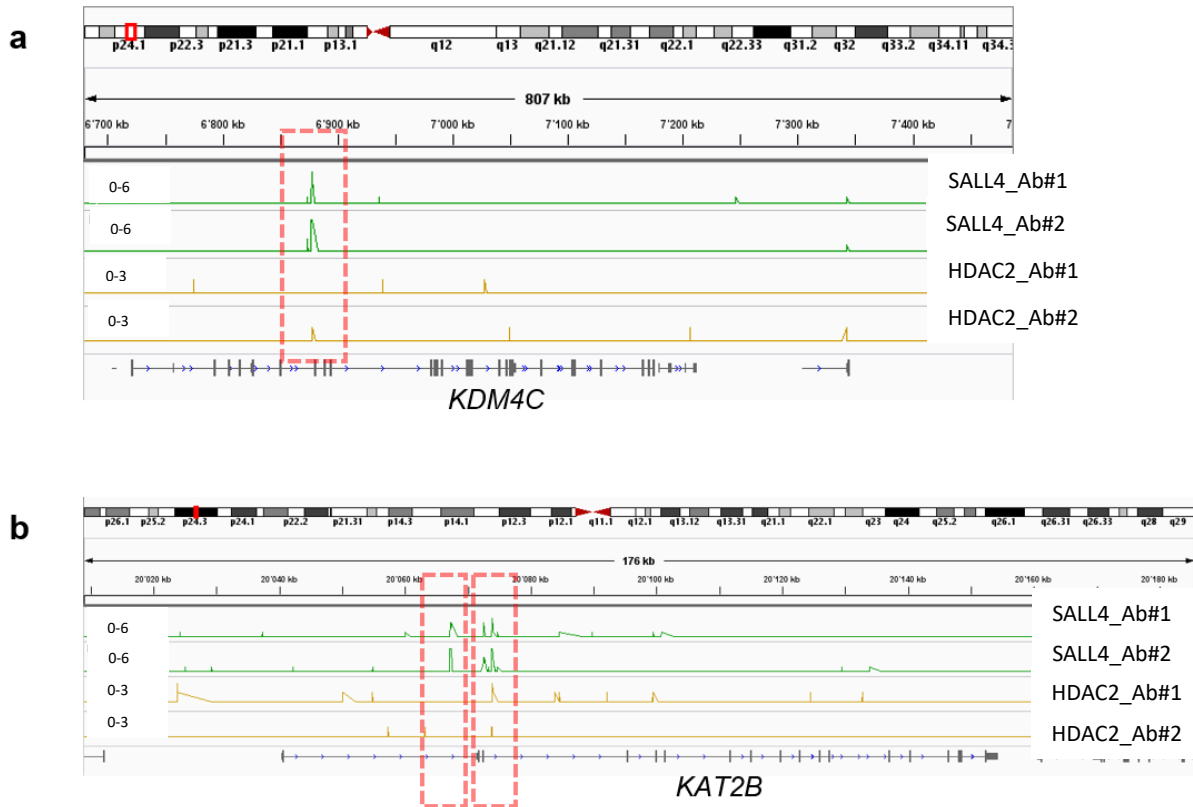 a
p24.1 p22.3 p21.3 p21.1 p13.1 q12 q13 q21.12 q21.31 q22.1 q22.33 q31.2 q32 q33.2 q34.11 q34.3
807 kb
6'700 kb 6'800 kb 6'900 kb 7'000 kb 7'100 kb 7'200 kb 7'300 kb 7'400 kb
0-6 SALL4_Ab#1
0-6 SALL4_Ab#2
0-3 HDAC2_Ab#1
0-3 HDAC2_Ab#2
KDM4C
b
p26.1 p25.2 p24.3 p24.1 p22.2 p21.31 p14.3 p14.1 p12.3 p12.1 q11.1 q12.1 q13.12 q13.31 q21.1 q22.1 q23 q24 q25.2 q26.1 q26.31 q26.33 q28 q29
176 kb
20'020 kb 20'040 kb 20'060 kb 20'080 kb 20'100 kb 20'120 kb 20'140 kb 20'160 kb 20'180 kb
0-6 SALL4_Ab#1
0-6 SALL4_Ab#2
0-3 HDAC2_Ab#1
0-3 HDAC2_Ab#2
KAT2B